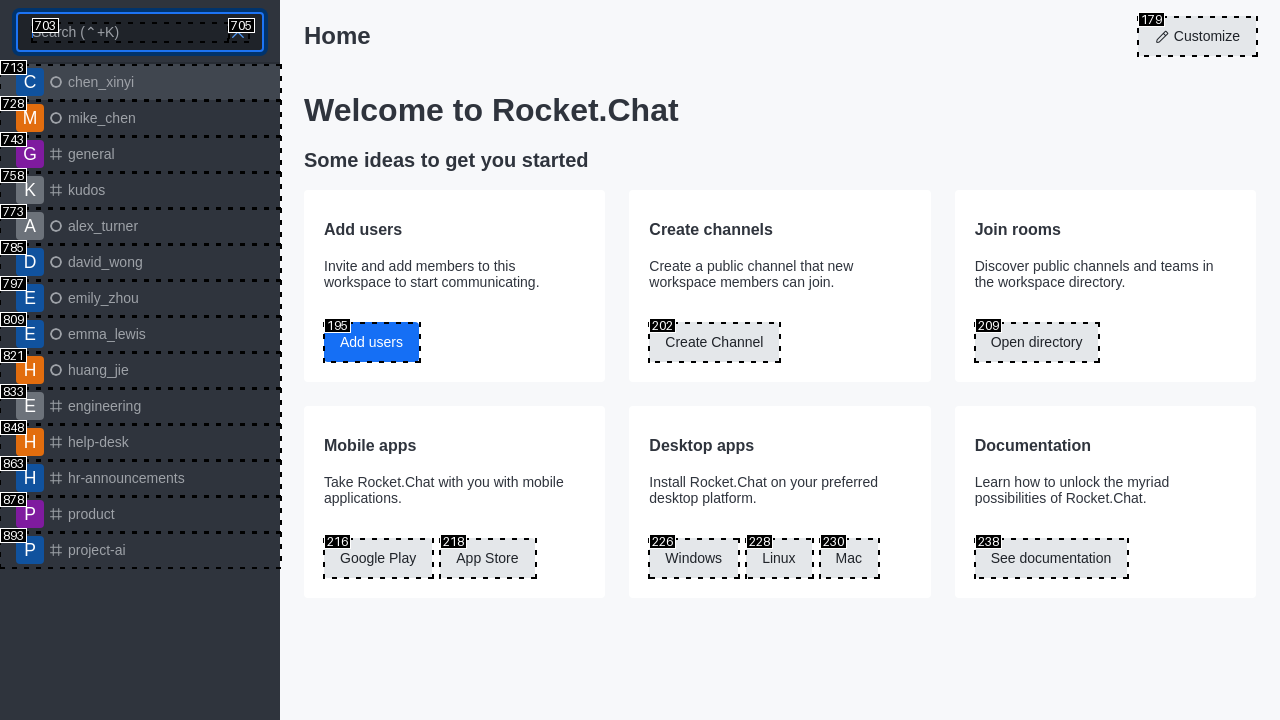 703
Search (⌃+K)
705
713
C
chen_xinyi
728
M
mike_chen
743
G
general
758
K
kudos
773
A
alex_turner
785
D
david_wong
797
E
emily_zhou
809
E
emma_lewis
821
H
huang_jie
833
E
engineering
848
H
help-desk
863
H
hr-announcements
878
P
product
893
P
project-ai
Home
179
Customize
Welcome to Rocket.Chat
Some ideas to get you started
Add users
Invite and add members to this
workspace to start communicating.
195
Add users
Create channels
Create a public channel that new
workspace members can join.
202
Create Channel
Join rooms
Discover public channels and teams in
the workspace directory.
209
Open directory
Mobile apps
Take Rocket.Chat with you with mobile
applications.
216
Google Play
218
App Store
Desktop apps
Install Rocket.Chat on your preferred
desktop platform.
226
Windows
228
Linux
230
Mac
Documentation
Learn how to unlock the myriad
possibilities of Rocket.Chat.
238
See documentation